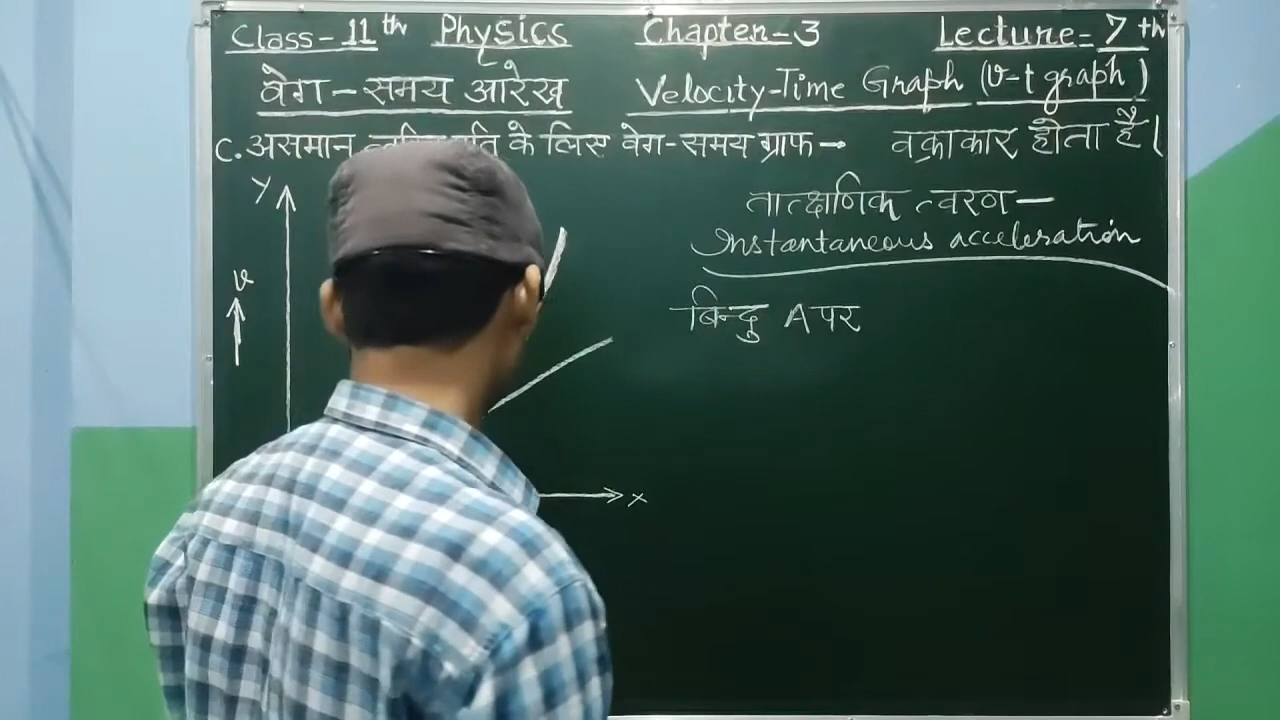 Class-11th Physics Chapter-3 Lecture-7th
वेग-समय आरेख Velocity-Time Graph (v-t graph)
C. असमान के लिए वेग-समय ग्राफ→ वक्राकार होता है।
Y
तात्क्षणिक त्वरण-
Instantaneous acceleration
v
बिन्दु A पर
x